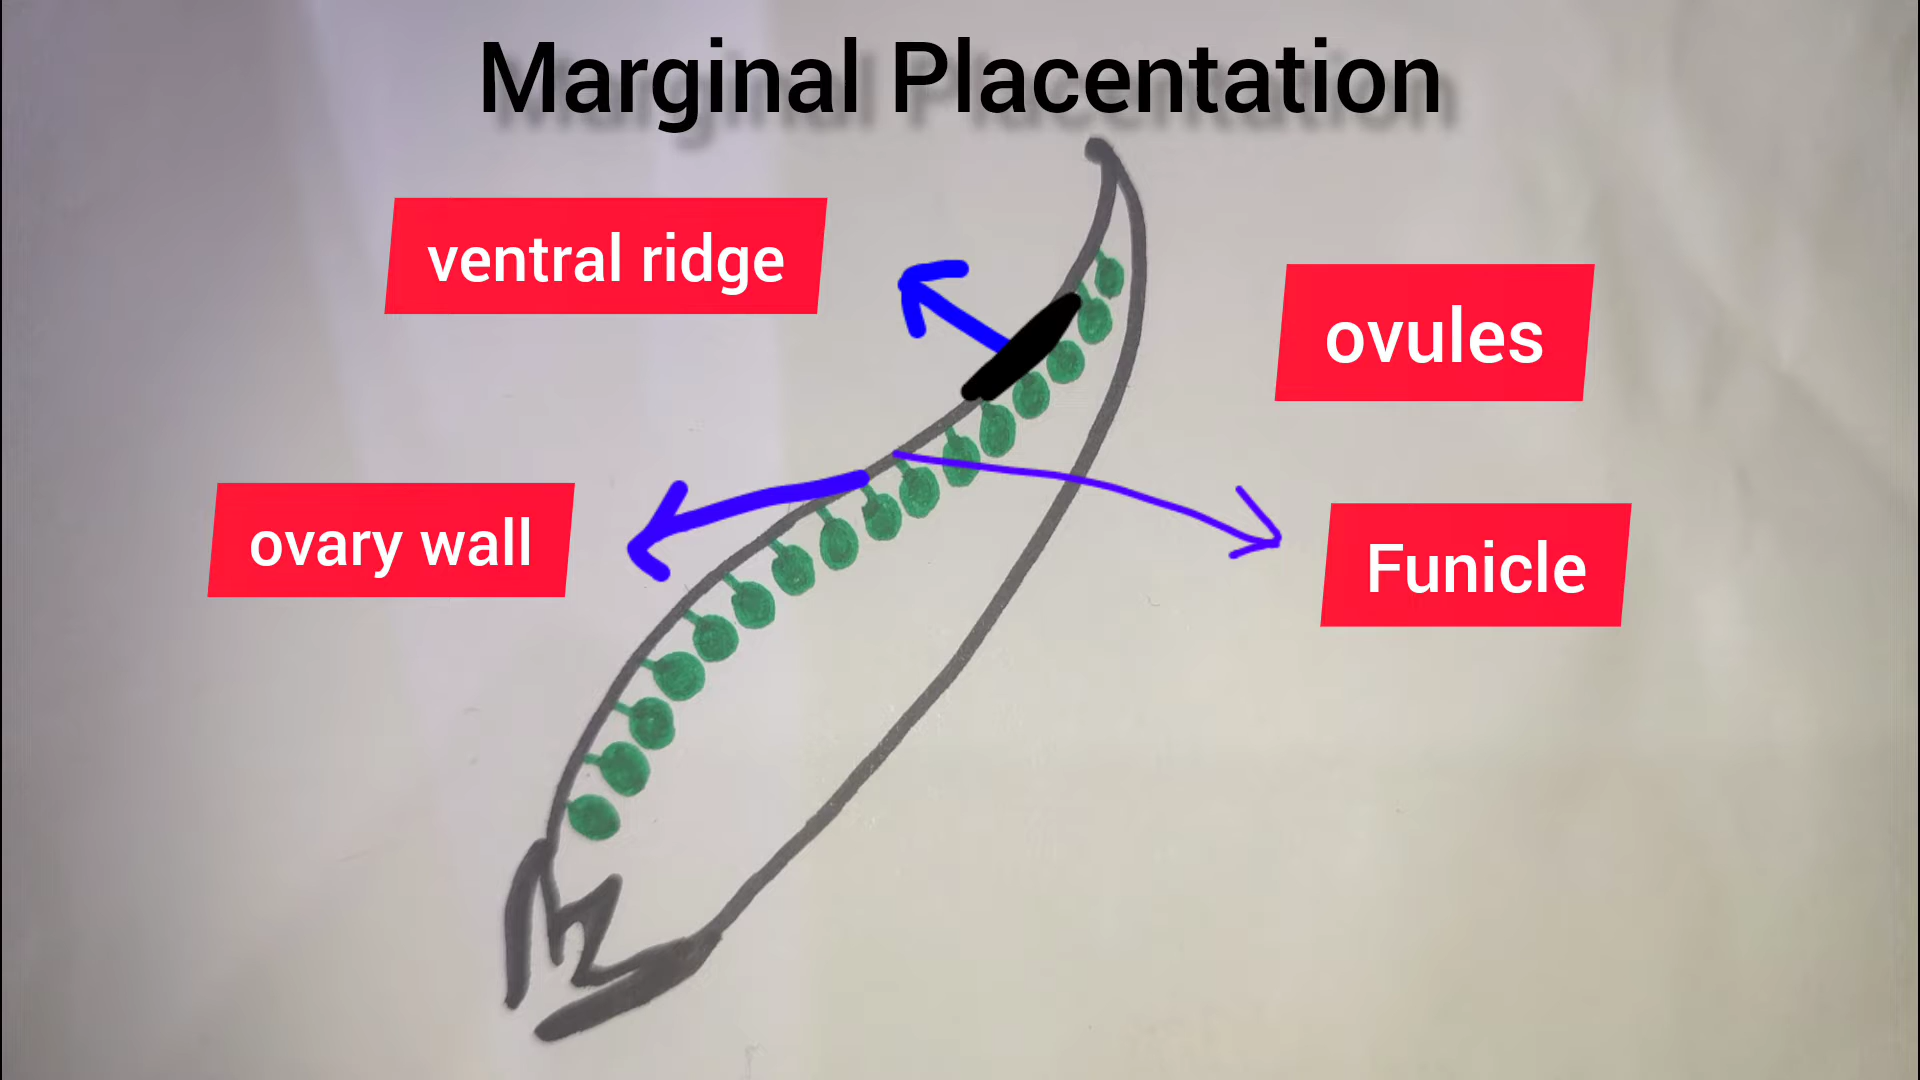 Marginal Placentation
ventral ridge
ovules
ovary wall
Funicle